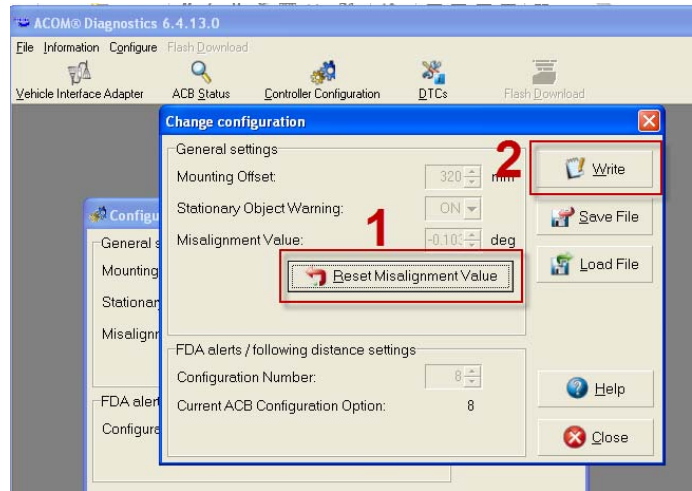 ACOM® Diagnostics 6.4.13.0
File Information Configure Flash Download
Vehicle Interface Adapter ACB Status Controller Configuration DTCs Flash Download
Change configuration
General settings
Mounting Offset: 320 mm
2
Write
Stationary Object Warning: ON
1
Save File
Misalignment Value: -0.103 deg
Reset Misalignment Value
Load File
FDA alerts / following distance settings
Configuration Number: 8
Help
Current ACB Configuration Option: 8
Close
Configu
General s
Mounting
Stationar
Misalignr
FDA alert
Configura